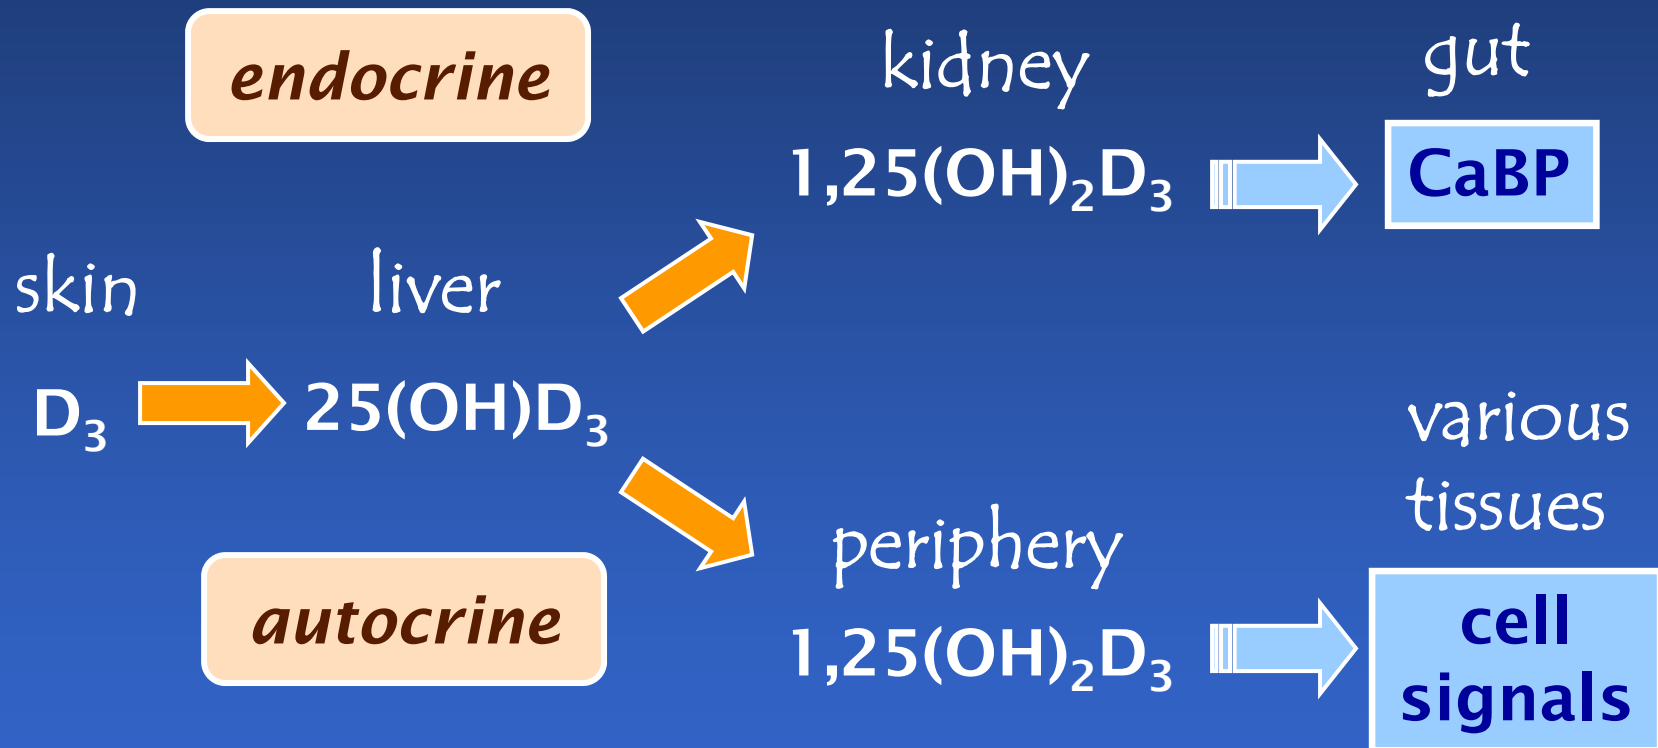 endocrine
kidney
gut
1,25(OH)₂D₃
CaBP
skin
liver
D₃
25(OH)D₃
various
tissues
periphery
autocrine
1,25(OH)₂D₃
cell
signals